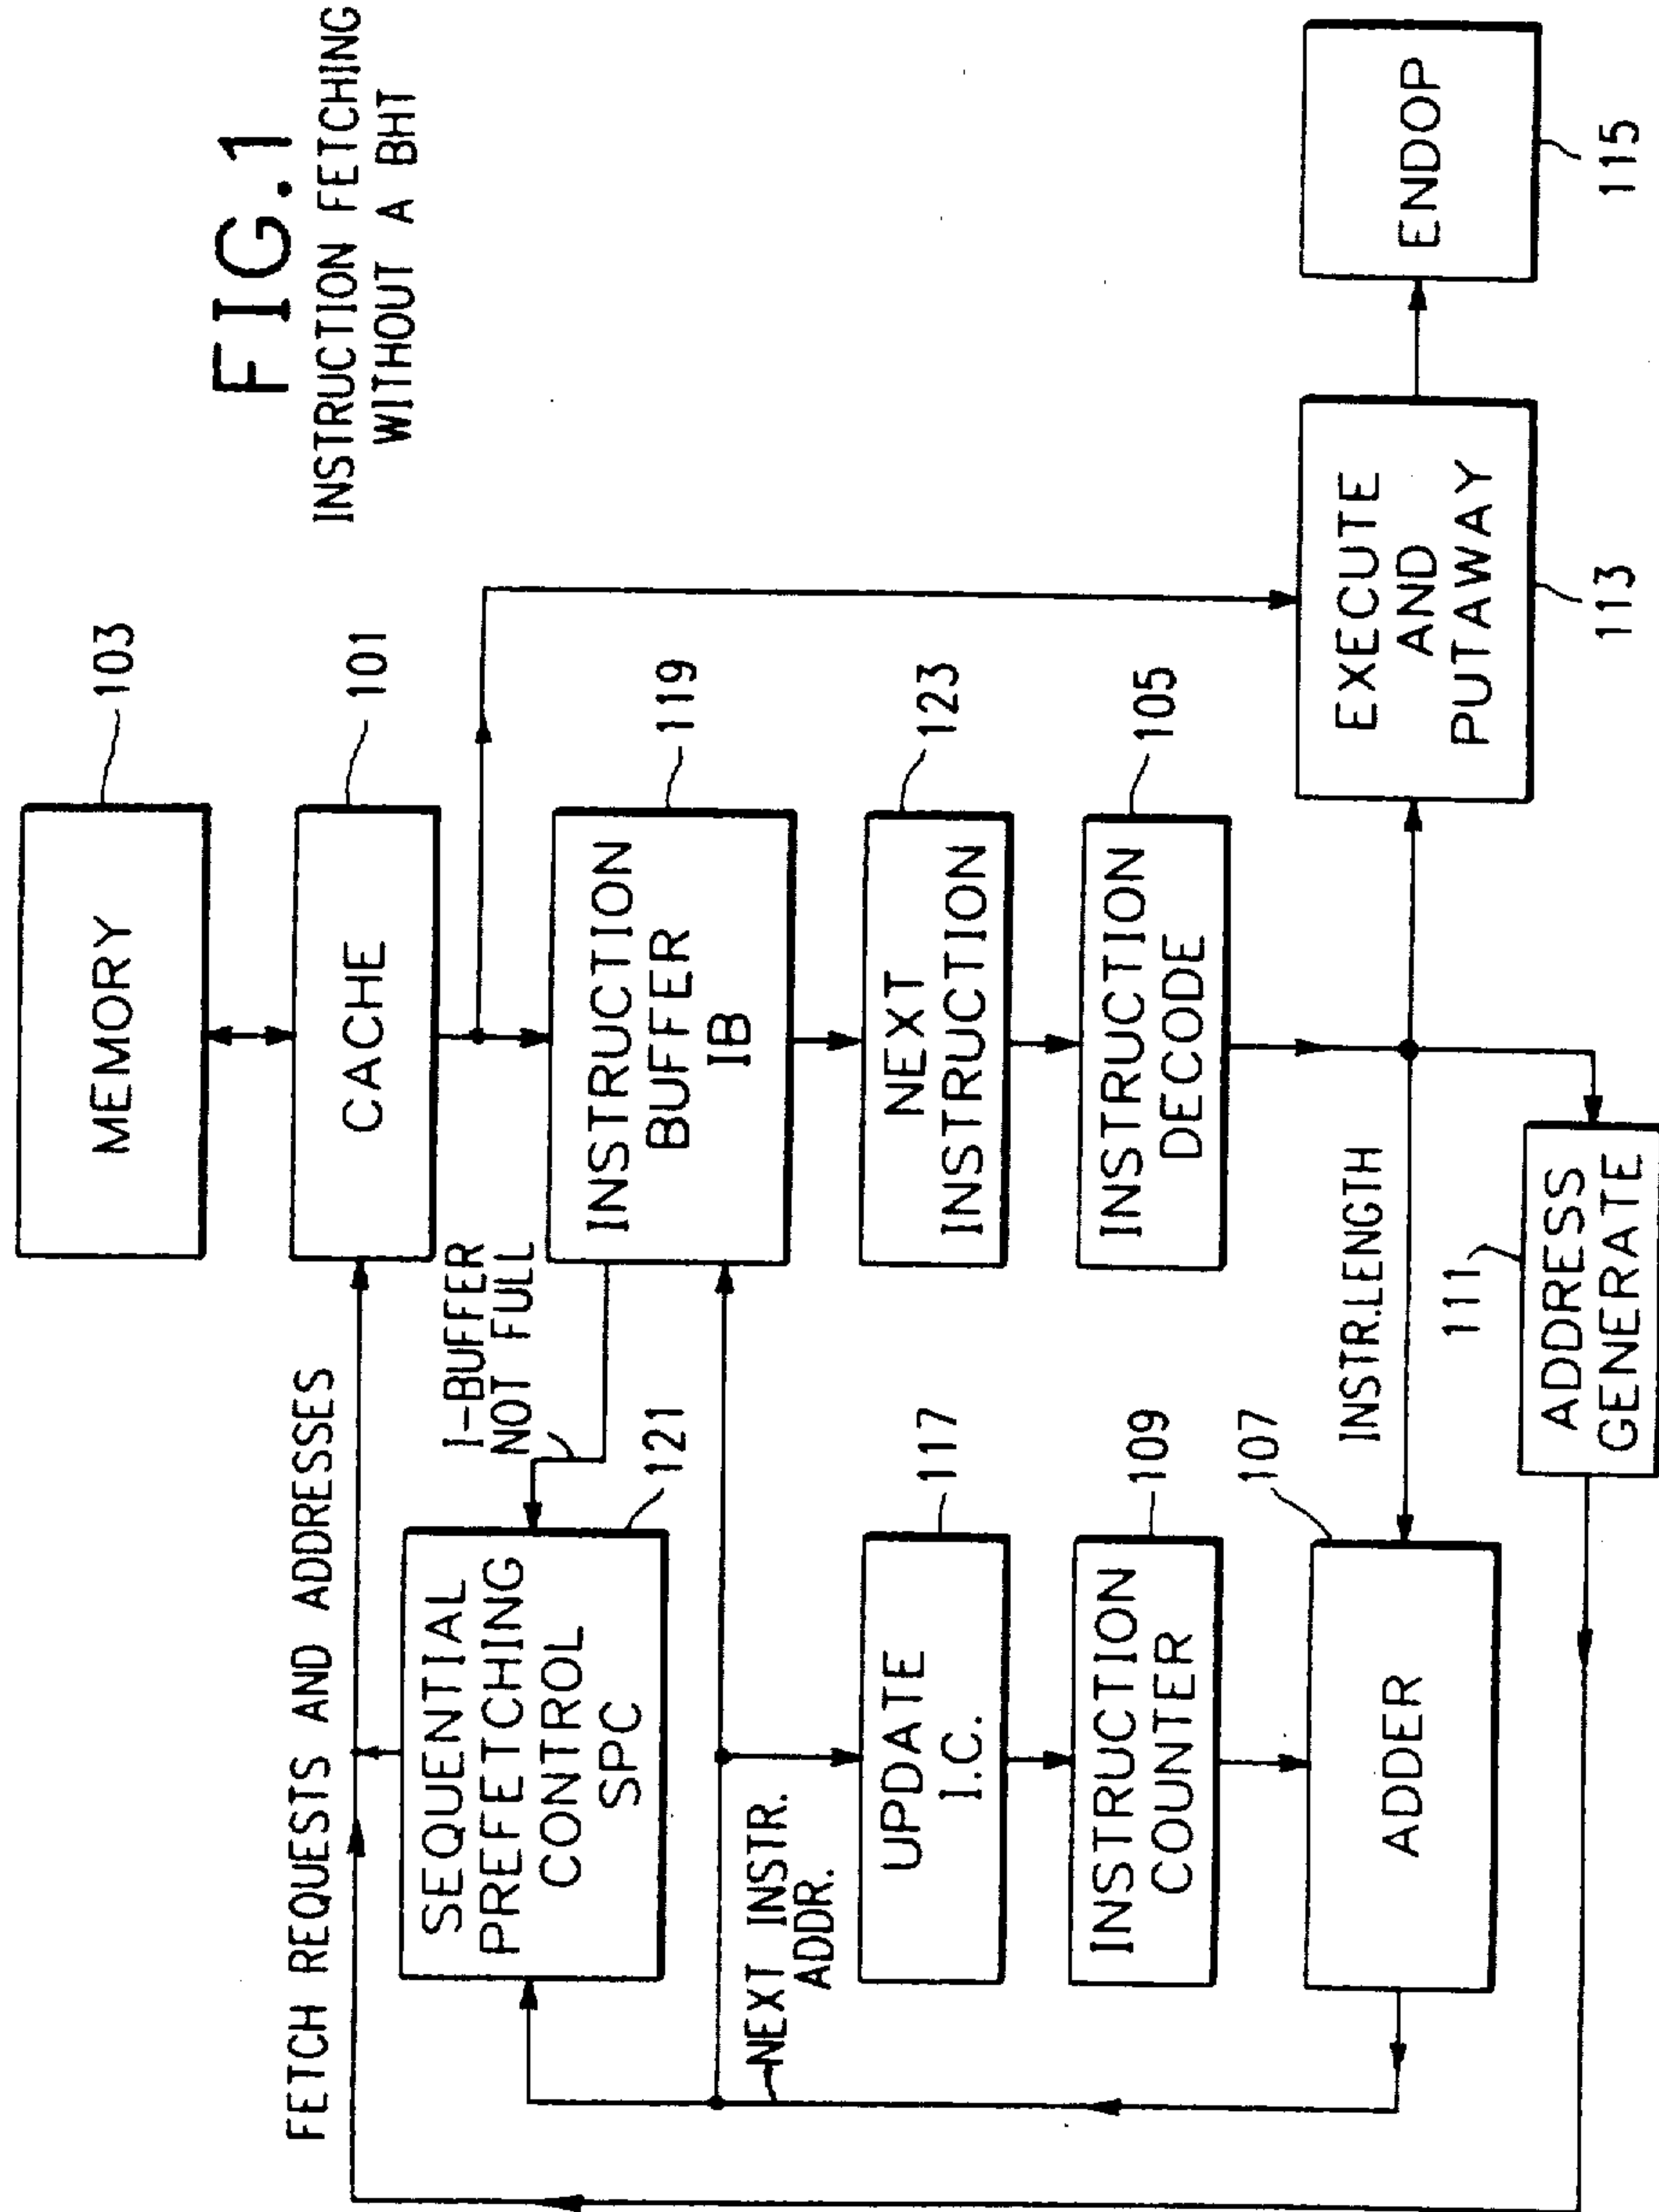 FIG.1
INSTRUCTION FETCHING
WITHOUT A BHT
MEMORY
103
FETCH REQUESTS AND ADDRESSES
CACHE
101
I-BUFFER
NOT FULL
SEQUENTIAL
PREFETCHING
CONTROL
SPC
121
INSTRUCTION
BUFFER
IB
119
NEXT INSTR.
ADDR.
UPDATE
I.C.
117
NEXT
INSTRUCTION
123
INSTRUCTION
COUNTER
109
INSTRUCTION
DECODE
105
ADDER
107
INSTR.LENGTH
ADDRESS
GENERATE
111
EXECUTE
AND
PUTAWAY
113
ENDOP
115